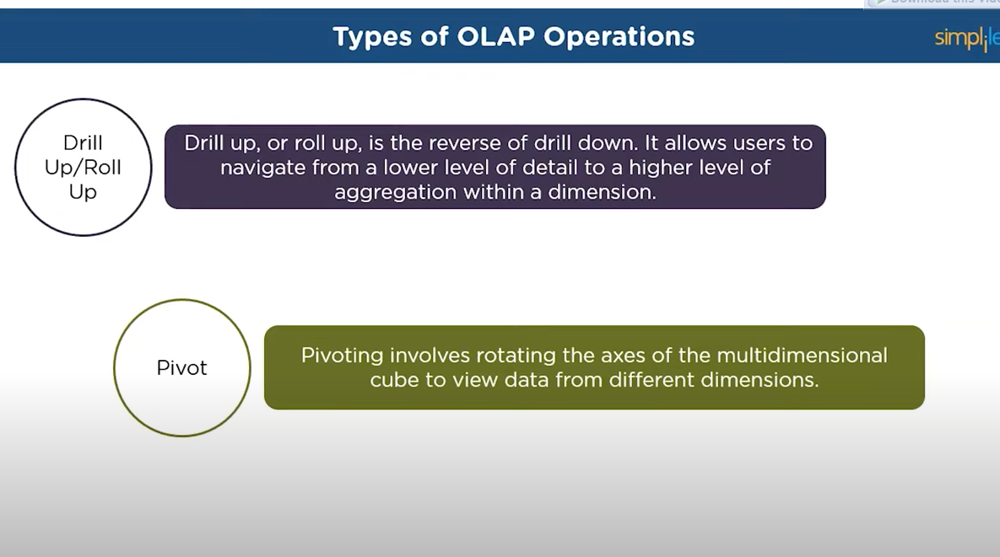 Types of OLAP Operations
Drill
Up/Roll
Up
Drill up, or roll up, is the reverse of drill down. It allows users to
navigate from a lower level of detail to a higher level of
aggregation within a dimension.
Pivot
Pivoting involves rotating the axes of the multidimensional
cube to view data from different dimensions.